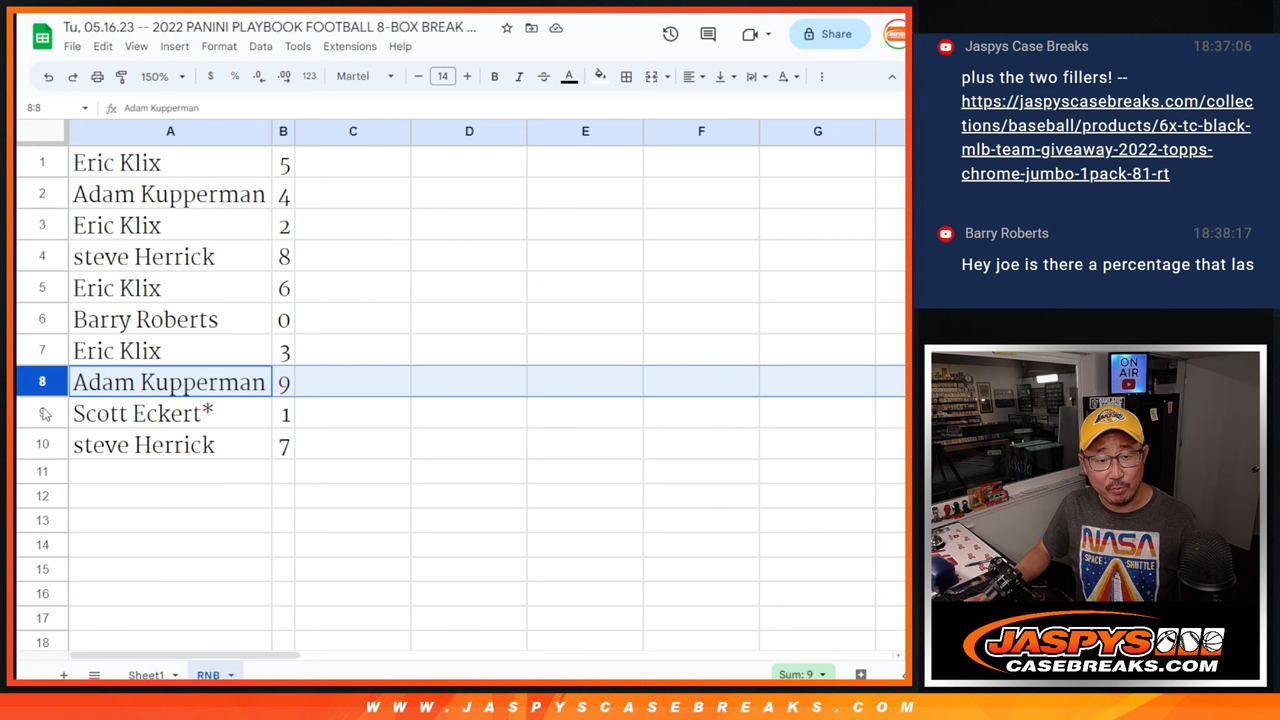 Tu, 05.16.23 -- 2022 PANINI PLAYBOOK FOOTBALL 8-BOX BREAK ...
File Edit View Insert Format Data Tools Extensions Help
Share
150% $ % .0 .00 123 Martel 14 B I A
8:8 fx Adam Kupperman
A B C D E F G
1 Eric Klix 5
2 Adam Kupperman 4
3 Eric Klix 2
4 steve Herrick 8
5 Eric Klix 6
6 Barry Roberts 0
7 Eric Klix 3
8 Adam Kupperman 9
9 Scott Eckert* 1
10 steve Herrick 7
11
12
13
14
15
16
17
18
Sheet1 RNB Sum: 9
Jaspys Case Breaks 18:37:06
plus the two fillers! --
https://jaspyscasebreaks.com/collec
tions/baseball/products/6x-tc-black-
mlb-team-giveaway-2022-topps-
chrome-jumbo-1pack-81-rt
Barry Roberts 18:38:17
Hey joe is there a percentage that las
ON
AIR
NASA
SPACE SHUTTLE
JASPYS
CASEBREAKS.COM
WWW.JASPYSCASEBREAKS.COM